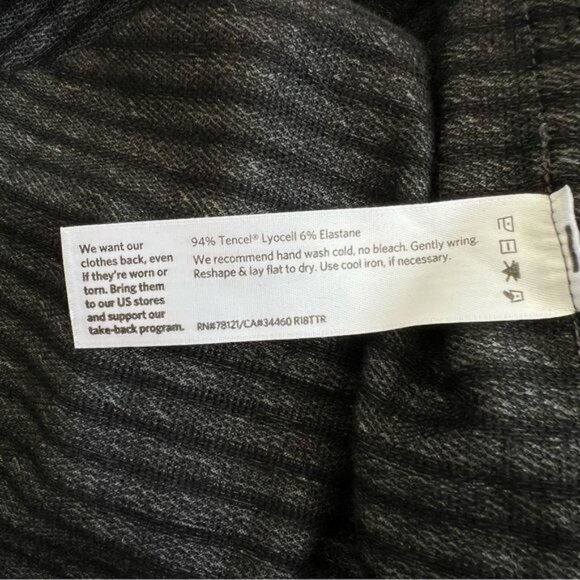 We want our
clothes back, even
if they're worn or
torn. Bring them
to our US stores
and support our
take-back program.
94% Tencel® Lyocell 6% Elastane
We recommend hand wash cold, no bleach. Gently wring.
Reshape & lay flat to dry. Use cool iron, if necessary.
RN#78121/CA#34460 R18TTR